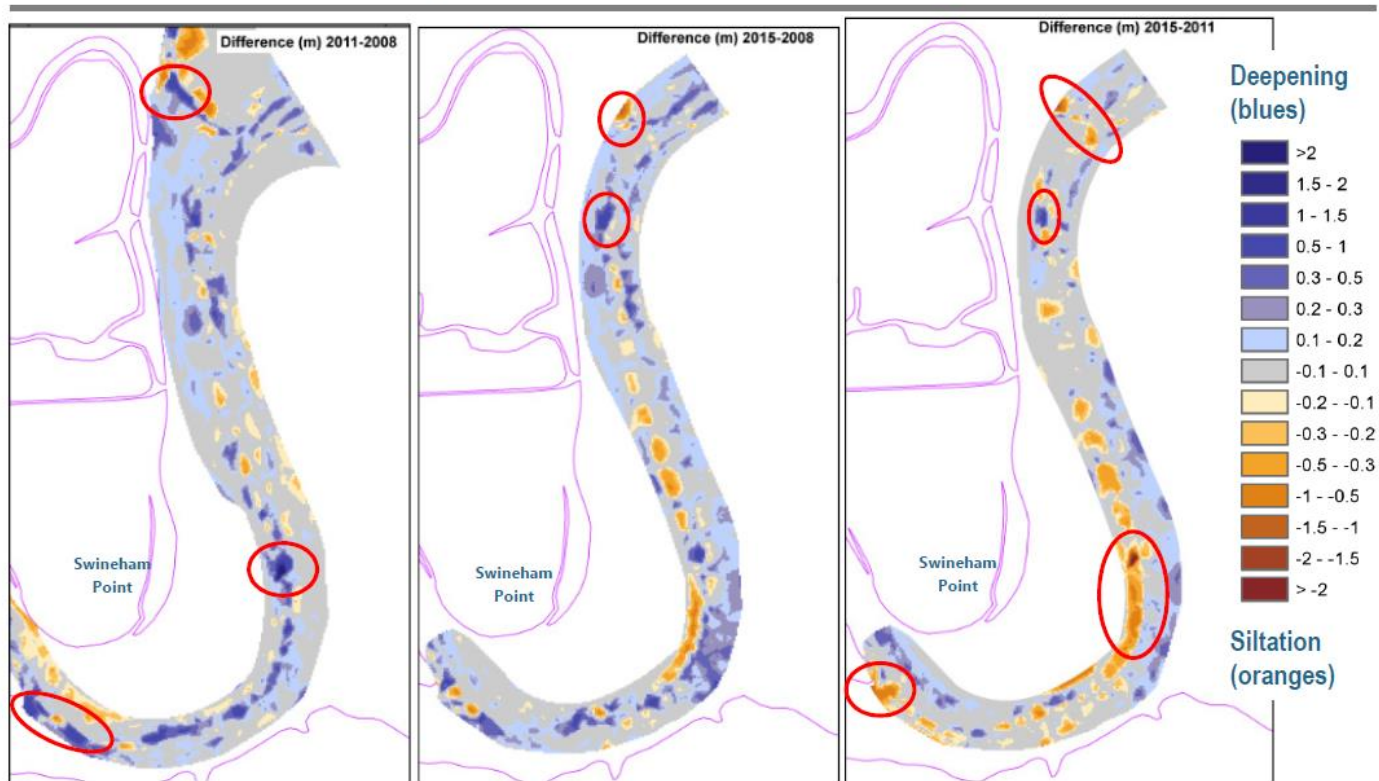 Difference (m) 2011-2008
Swineham
Point
Difference (m) 2015-2008
Swineham
Point
Difference (m) 2015-2011
Swineham
Point
Deepening
(blues)
>2
1.5 - 2
1 - 1.5
0.5 - 1
0.3 - 0.5
0.2 - 0.3
0.1 - 0.2
-0.1 - 0.1
-0.2 - -0.1
-0.3 - -0.2
-0.5 - -0.3
-1 - -0.5
-1.5 - -1
-2 - -1.5
> -2
Siltation
(oranges)